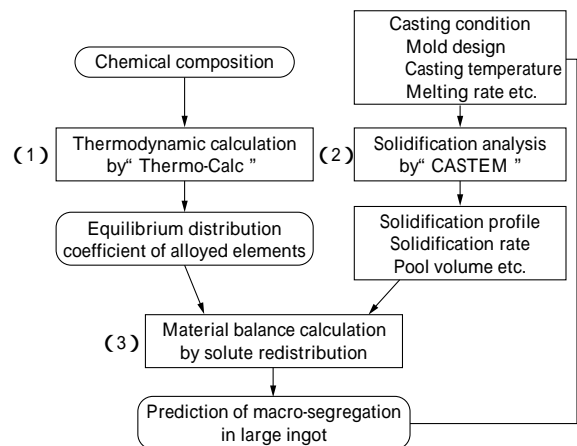 Chemical composition
Casting condition
Mold design
Casting temperature
Melting rate etc.
(1)
Thermodynamic calculation
by“ Thermo-Calc ”
(2)
Solidification analysis
by“ CASTEM ”
Equilibrium distribution
coefficient of alloyed elements
Solidification profile
Solidification rate
Pool volume etc.
(3)
Material balance calculation
by solute redistribution
Prediction of macro-segregation
in large ingot